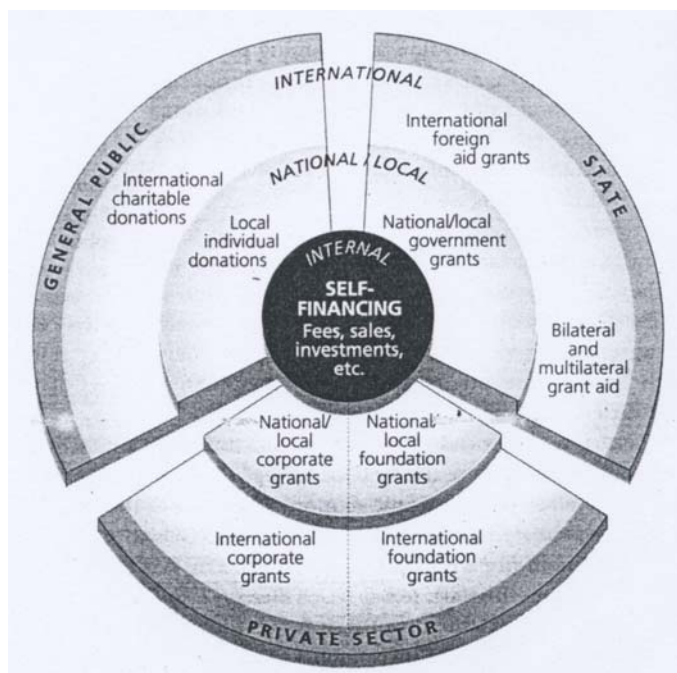 INTERNATIONAL
GENERAL PUBLIC
STATE
International
foreign
aid grants
NATIONAL / LOCAL
International
charitable
donations
Local
individual
donations
National/local
government
grants
INTERNAL
SELF-
FINANCING
Fees, sales,
investments,
etc.
Bilateral
and
multilateral
grant aid
National/
local
corporate
grants
National/
local
foundation
grants
International
corporate
grants
International
foundation
grants
PRIVATE SECTOR